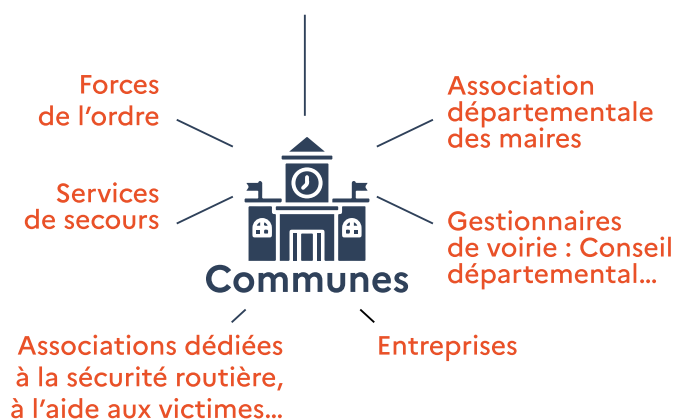 Forces
de l’ordre
Association
départementale
des maires
Services
de secours
Gestionnaires
de voirie : Conseil
départemental…
Communes
Associations dédiées
à la sécurité routière,
à l’aide aux victimes…
Entreprises